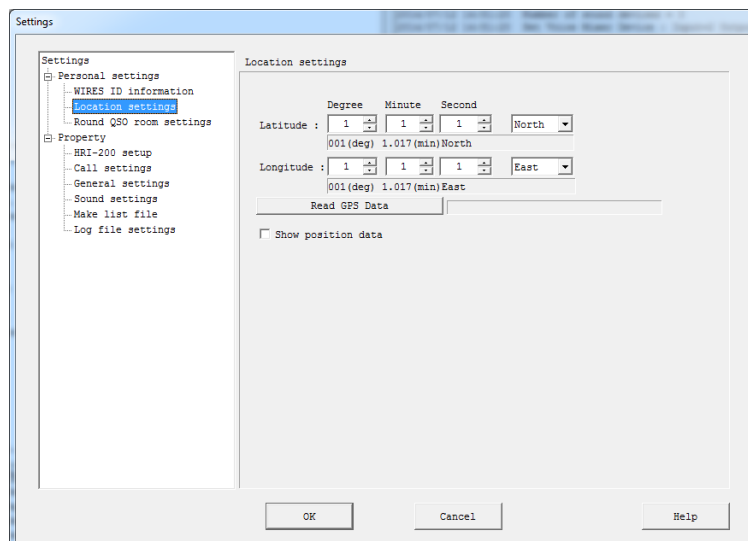 Settings
Settings
Location settings
Personal settings
WIRES ID information
Location settings
Round QSO room settings
Property
HRI-200 setup
Call settings
General settings
Sound settings
Make list file
Log file settings
Degree Minute Second
Latitude : 1 1 1 North
001(deg) 1.017(min)North
Longitude : 1 1 1 East
001(deg) 1.017(min)East
Read GPS Data
Show position data
OK Cancel Help